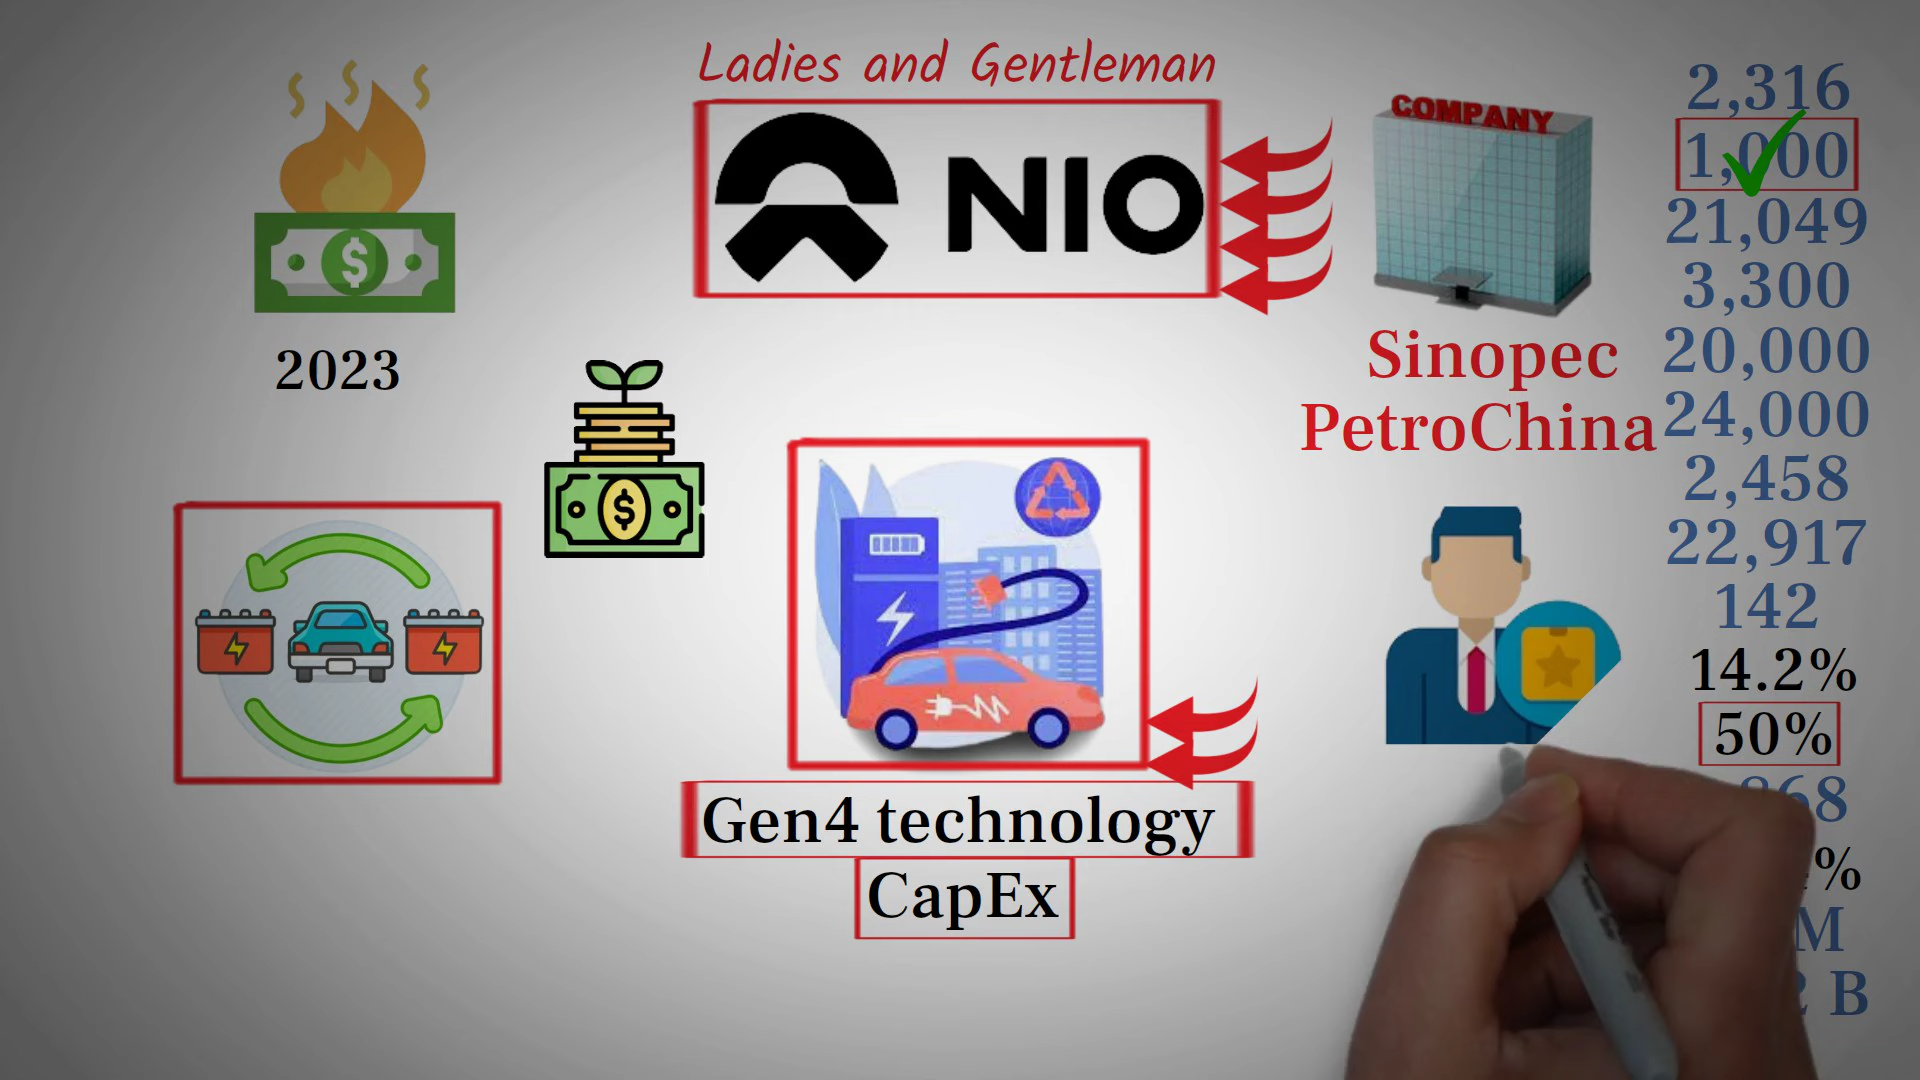 Ladies and Gentleman
NIO
COMPANY
Sinopec
PetroChina
2023
Gen4 technology
CapEx
2,316
1,000
21,049
3,300
20,000
24,000
2,458
22,917
142
14.2%
50%
68
%
M
B